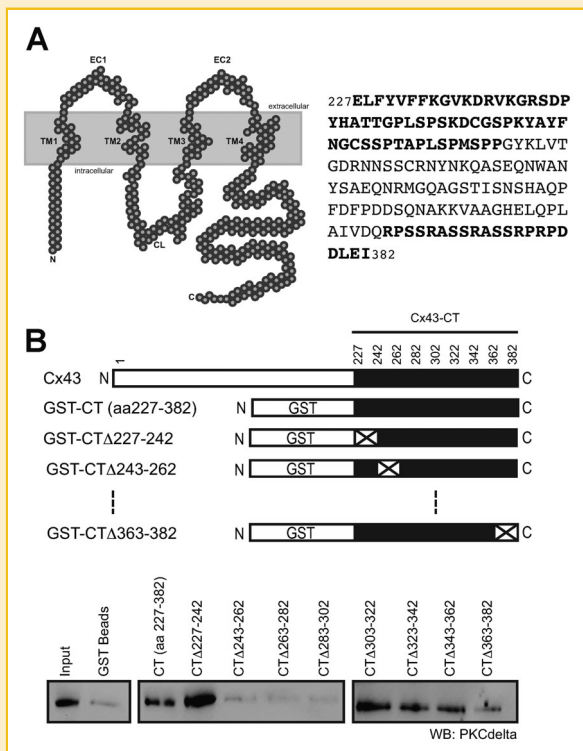 A
EC1
EC2
extracellular
TM1
TM2
TM3
TM4
intracellular
CL
N
C
227ELFYVFFKGVKDRVKGRSDP
YHATTGPLSPSKDCGSPKYAYF
NGCSSPTAPLSPMSPPGYKLVT
GDRNNSSCRNYNKQASEQNWAN
YSAEQNRMGQAGSTISNSHAQP
FDFPDDSQNAKKVAAGHELQPL
AIVDQRPSSRASSRASSRPRPD
DLEI382
B
Cx43-CT
1
227
242
262
282
302
322
342
362
382
Cx43 N C
GST-CT (aa227-382) N GST C
GST-CTΔ227-242 N GST C
GST-CTΔ243-262 N GST C
GST-CTΔ363-382 N GST C
Input
GST Beads
CT (aa 227-382)
CTΔ227-242
CTΔ243-262
CTΔ263-282
CTΔ283-302
CTΔ303-322
CTΔ323-342
CTΔ343-362
CTΔ363-382
WB: PKCdelta